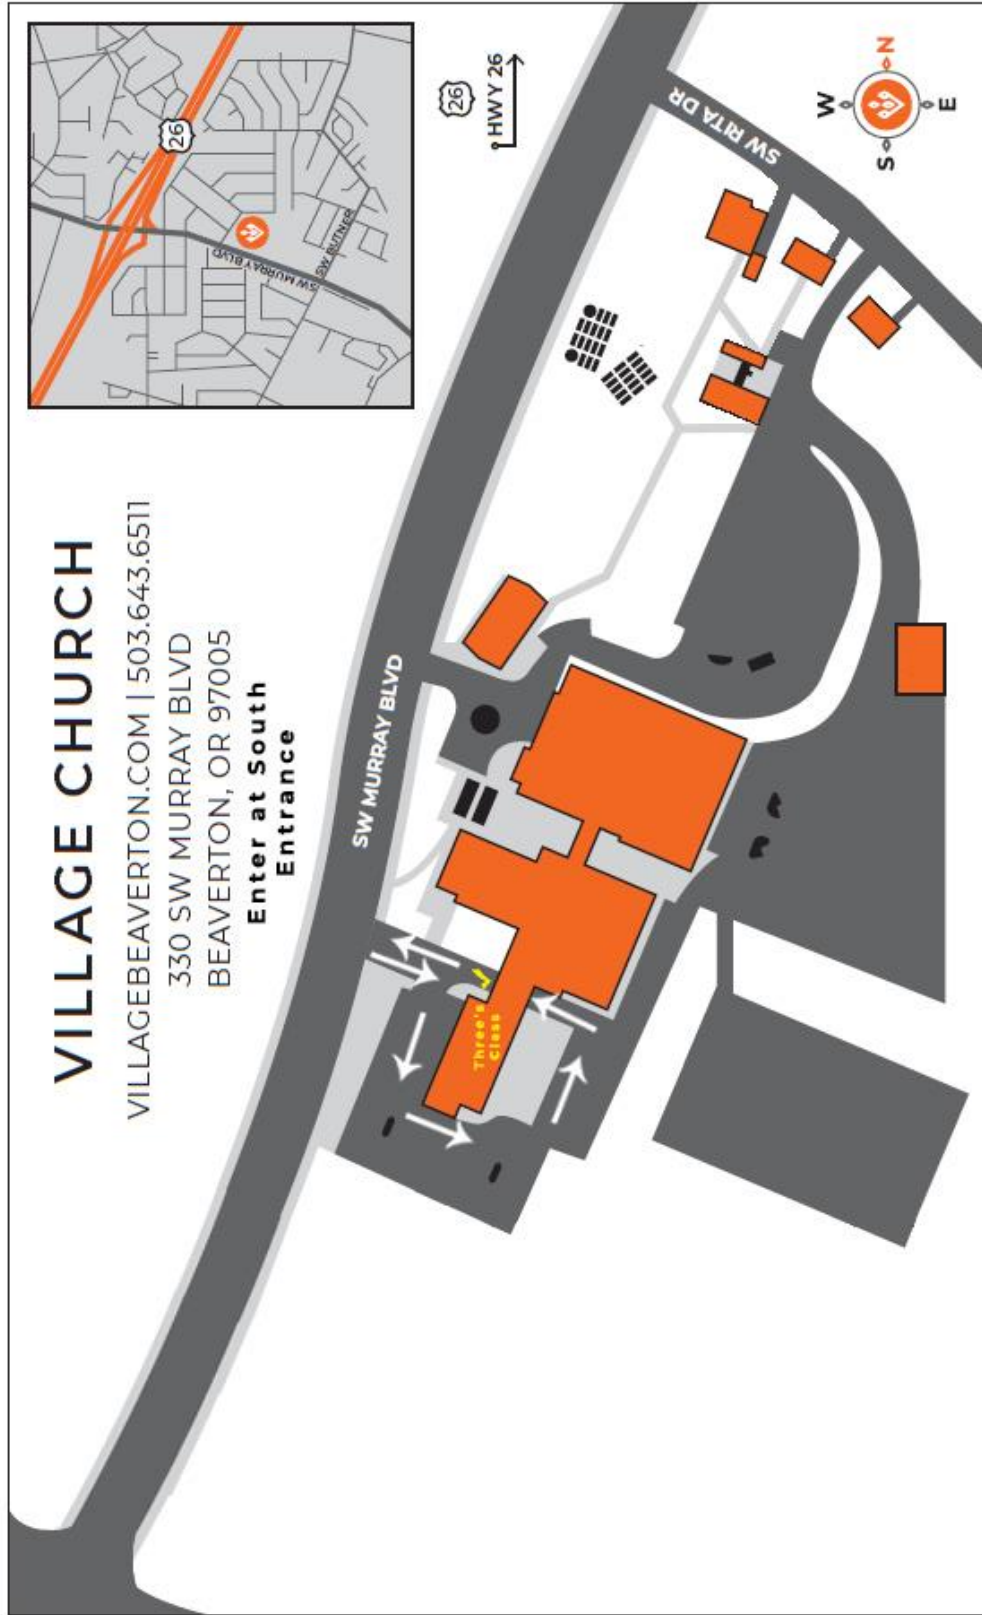 VILLAGE CHURCH
VILLAGEBEAVERTON.COM | 503.643.6511
330 SW MURRAY BLVD
BEAVERTON, OR 97005
Enter at South
Entrance
26
SW MURRAY BLVD
SW BUTNER
26
HWY 26
SW MURRAY BLVD
SW RITA DR
W
N
S
E
Three's
Class